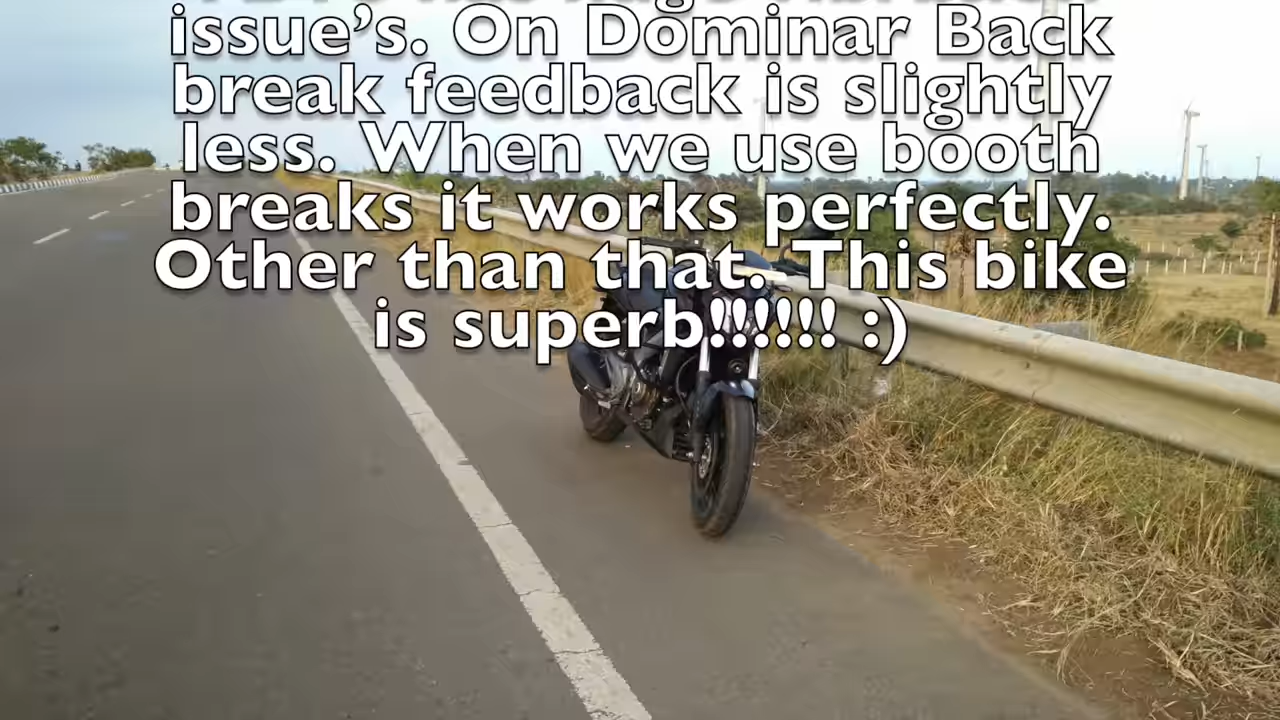 issue’s. On Dominar Back
break feedback is slightly
less. When we use booth
breaks it works perfectly.
Other than that. This bike
is superb!!!!!! :)